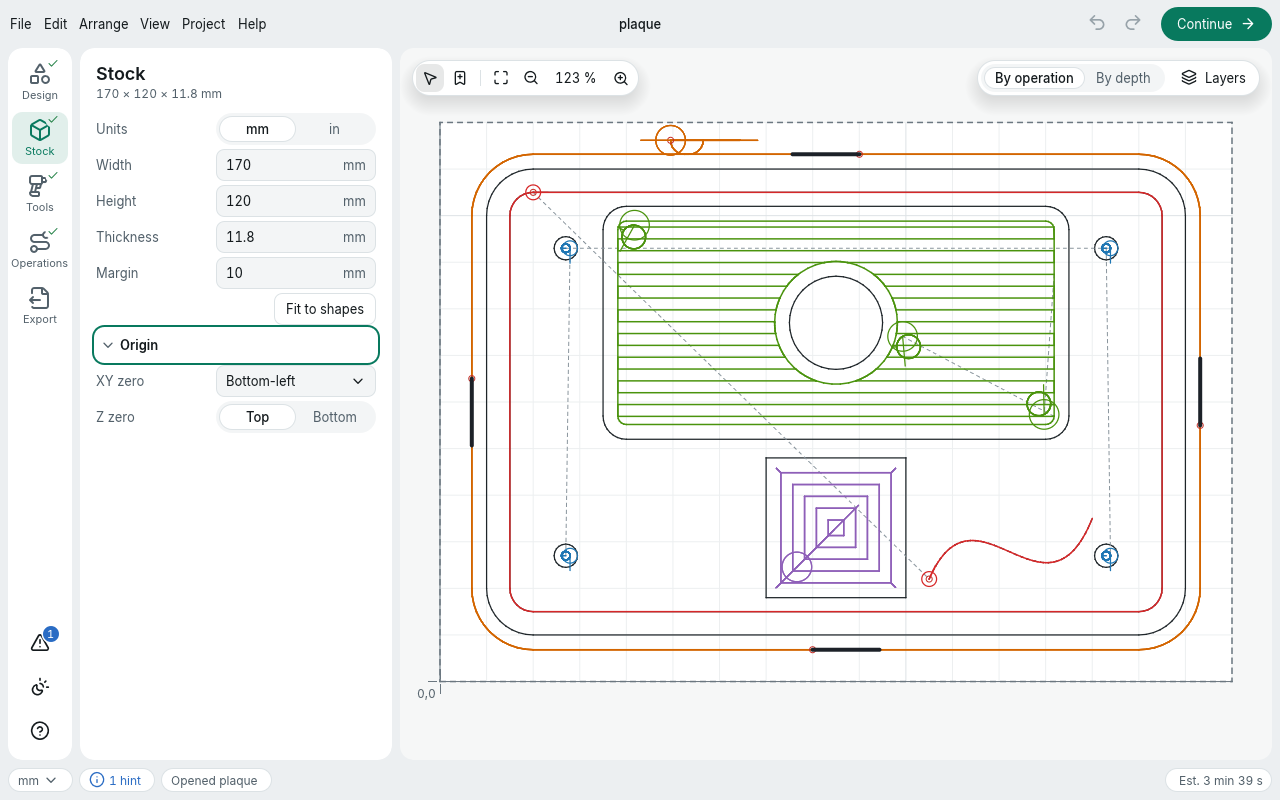 File Edit Arrange View Project Help
plaque
Continue
Design
Stock
Tools
Operations
Export
1
Stock
170 × 120 × 11.8 mm
Units mm in
Width 170 mm
Height 120 mm
Thickness 11.8 mm
Margin 10 mm
Fit to shapes
Origin
XY zero Bottom-left
Z zero Top Bottom
123 %
By operation By depth Layers
0,0
mm
1 hint
Opened plaque
Est. 3 min 39 s